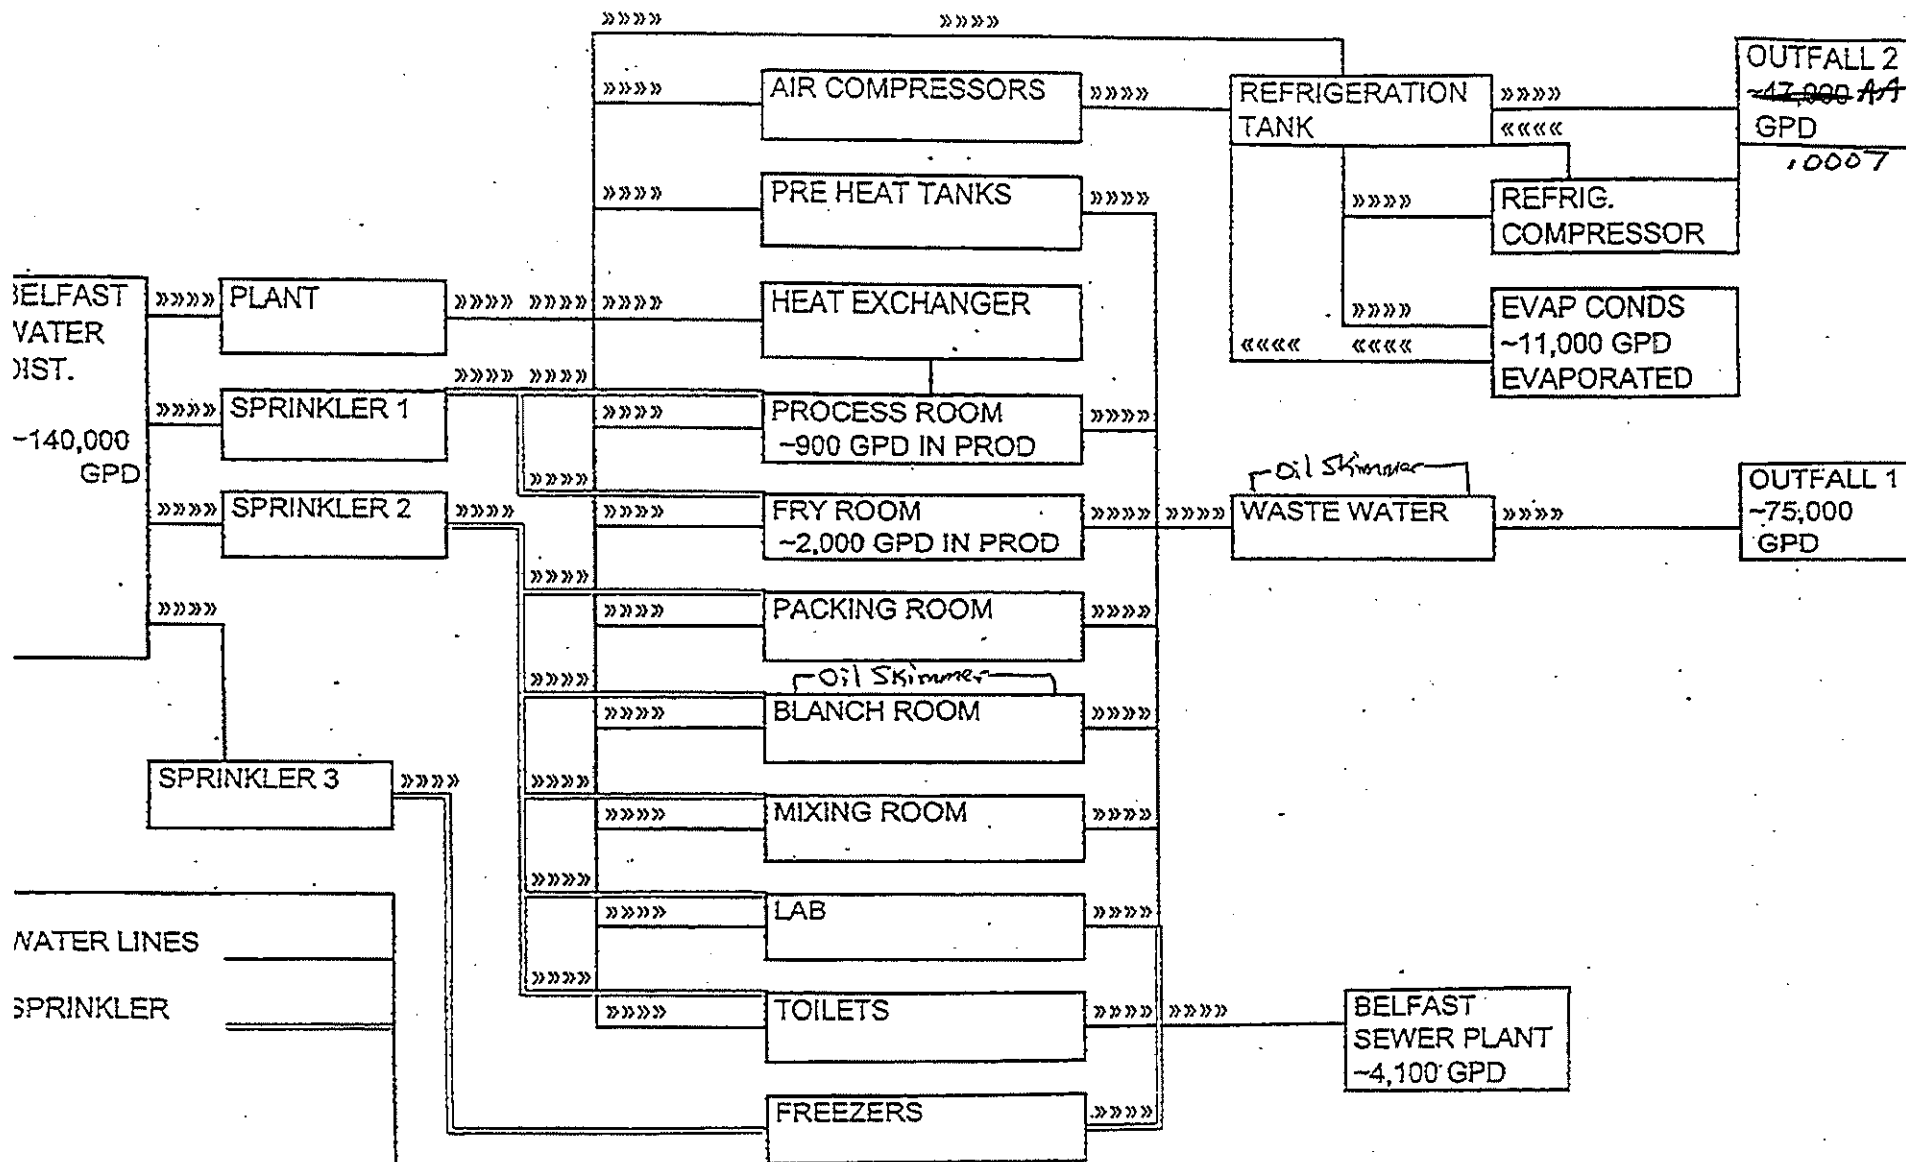 »»»» »»»»
AIR COMPRESSORS
»»»» »»»»
REFRIGERATION
TANK
»»»»
««««
OUTFALL 2
~47,000 AA
GPD
.0007
PRE HEAT TANKS
»»»» »»»»
REFRIG.
COMPRESSOR
»»»»
BELFAST
WATER
DIST.
~140,000
GPD
»»»» PLANT »»»» »»»» »»»» HEAT EXCHANGER
EVAP CONDS
~11,000 GPD
EVAPORATED
»»»»
«««« ««««
»»»» SPRINKLER 1 »»»» »»»»
»»»» PROCESS ROOM »»»»
~900 GPD IN PROD
»»»» SPRINKLER 2 »»»»
»»»»
»»»» FRY ROOM »»»» »»»»
~2,000 GPD IN PROD
Oil Skimmer
WASTE WATER »»»»
OUTFALL 1
~75,000
GPD
»»»»
»»»»
»»»» PACKING ROOM »»»»
Oil Skimmer
»»»»
»»»» BLANCH ROOM »»»»
SPRINKLER 3 »»»»
»»»»
»»»» MIXING ROOM »»»»
»»»»
»»»» LAB »»»»
»»»»
»»»» TOILETS »»»» »»»»
BELFAST
SEWER PLANT
~4,100 GPD
FREEZERS »»»»
WATER LINES
SPRINKLER